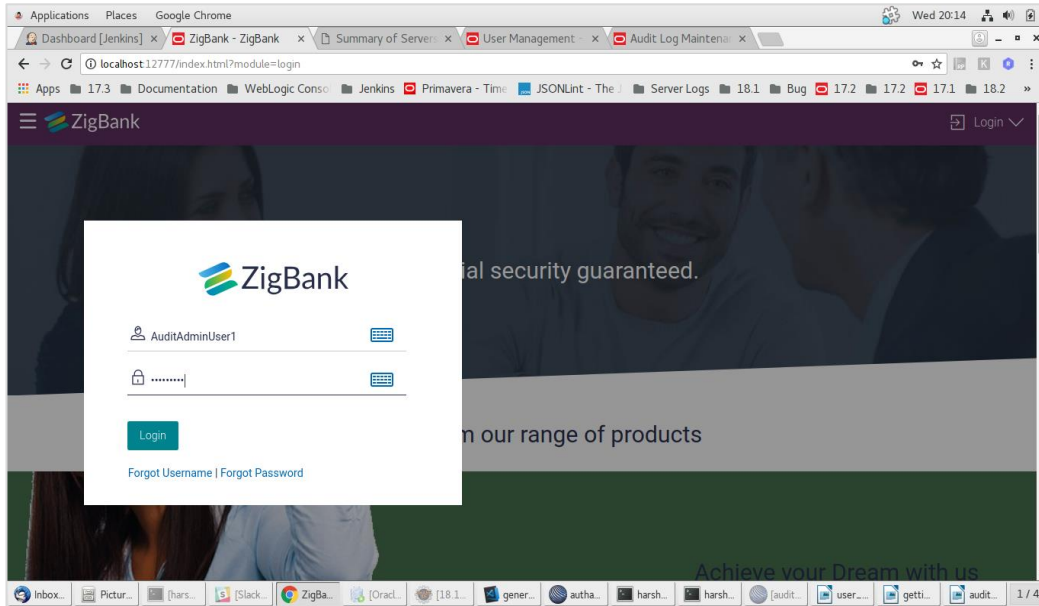 Applications Places Google Chrome Wed 20:14
Dashboard [Jenkins] ZigBank - ZigBank Summary of Servers User Management - Audit Log Maintenan
localhost:12777/index.html?module=login
Apps 17.3 Documentation WebLogic Conso Jenkins Primavera - Time JSONLint - The J Server Logs 18.1 Bug 17.2 17.2 17.1 18.2 »
ZigBank Login
ial security guaranteed.
ZigBank
AuditAdminUser1
Login
m our range of products
Forgot Username | Forgot Password
Achieve your Dream with us
Inbox... Pictur... [hars... [Slack... ZigBa... [Oracl... [18.1... gener... autha... harsh... harsh... [audit... user_... getti... audit... 1 / 4